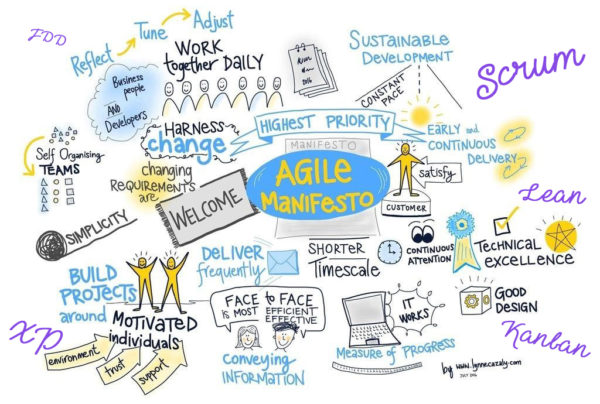 FDD
Reflect
Tune
Adjust
WORK
together DAILY
Business
people
AND
Developers
SUSTAINABLE
DEVELOPMENT
CONSTANT
PACE
Scrum
HARNESS
change
HIGHEST PRIORITY
EARLY and
CONTINUOUS
DELIVERY
MANIFESTO
AGILE
MANIFESTO
satisfy
CUSTOMER
Self Organising
TEAMS
changing
REQUIREMENTS
are
WELCOME
SIMPLICITY
Lean
DELIVER
frequently
SHORTER
Timescale
CONTINUOUS
ATTENTION
TECHNICAL
EXCELLENCE
BUILD
PROJECTS
around
MOTIVATED
individuals
environment
trust
support
FACE to FACE
IS MOST EFFICIENT
EFFECTIVE
conveying
INFORMATION
IT
WORKS
MEASURE OF PROGRESS
GOOD
DESIGN
XP
Kanban
by www.lynnecazaly.com